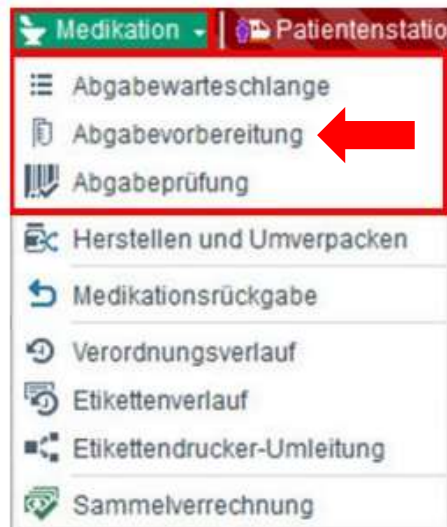 Medikation Patientenstatio
Abgabewarteschlange
Abgabevorbereitung
Abgabeprüfung
Herstellen und Umverpacken
Medikationsrückgabe
Verordnungsverlauf
Etikettenverlauf
Etikettendrucker-Umleitung
Sammelverrechnung